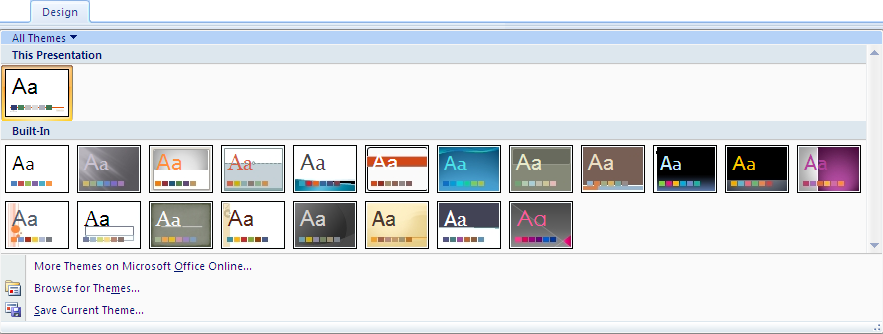 Design
All Themes
This Presentation
Aa
Built-In
Aa Aa Aa Aa Aa Aa Aa Aa Aa Aa Aa Aa
Aa Aa Aa Aa Aa Aa Aa Aa
More Themes on Microsoft Office Online...
Browse for Themes...
Save Current Theme...